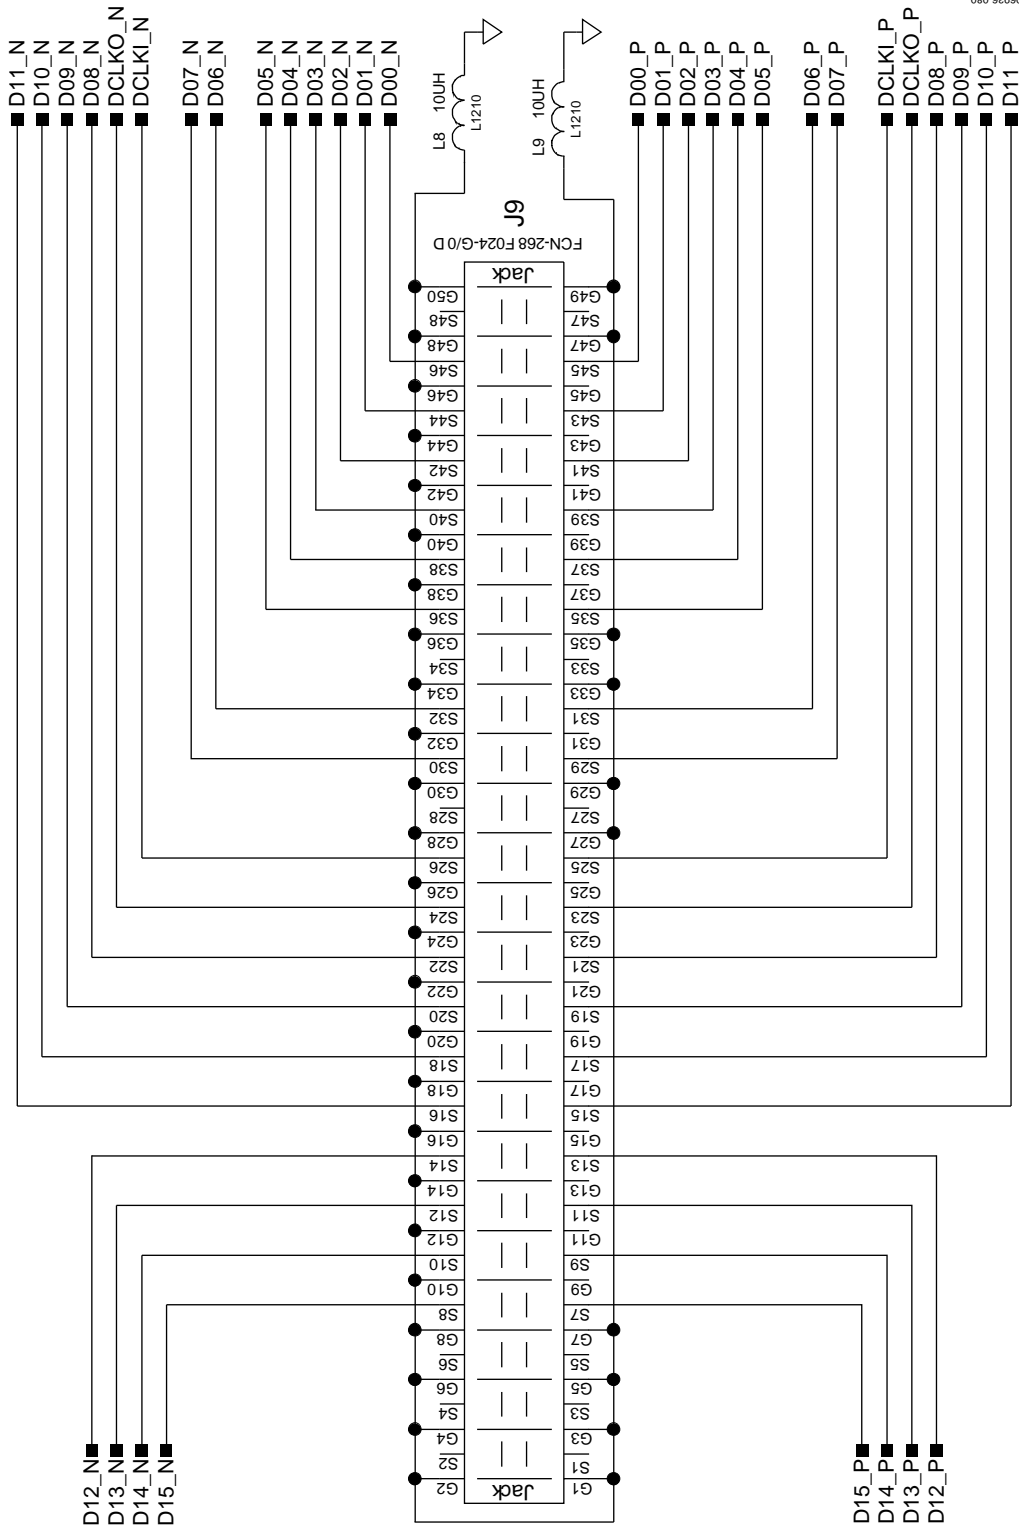 D11_N
D10_N
D09_N
D08_N
DCLKO_N
DCLKI_N
D07_N
D06_N
D05_N
D04_N
D03_N
D02_N
D01_N
D00_N
L8 10UH
L1210
L9 10UH
L1210
D00_P
D01_P
D02_P
D03_P
D04_P
D05_P
D06_P
D07_P
DCLKI_P
DCLKO_P
D08_P
D09_P
D10_P
D11_P
J9
FCN-268 F024-G/0 D
Jack
G50 G49
S48 S47
G48 G47
S46 S45
G46 G45
S44 S43
G44 G43
S42 S41
G42 G41
S40 S39
G40 G39
S38 S37
G38 G37
S36 S35
G36 G35
S34 S33
G34 G33
S32 S31
G32 G31
S30 S29
G30 G29
S28 S27
G28 G27
S26 S25
G26 G25
S24 S23
G24 G23
S22 S21
G22 G21
S20 S19
G20 G19
S18 S17
G18 G17
S16 S15
G16 G15
S14 S13
G14 G13
S12 S11
G12 G11
S10 S9
G10 G9
S8 S7
G8 G7
S6 S5
G6 G5
S4 S3
G4 G3
S2 S1
G2 G1
Jack
D12_N
D13_N
D14_N
D15_N
D15_P
D14_P
D13_P
D12_P